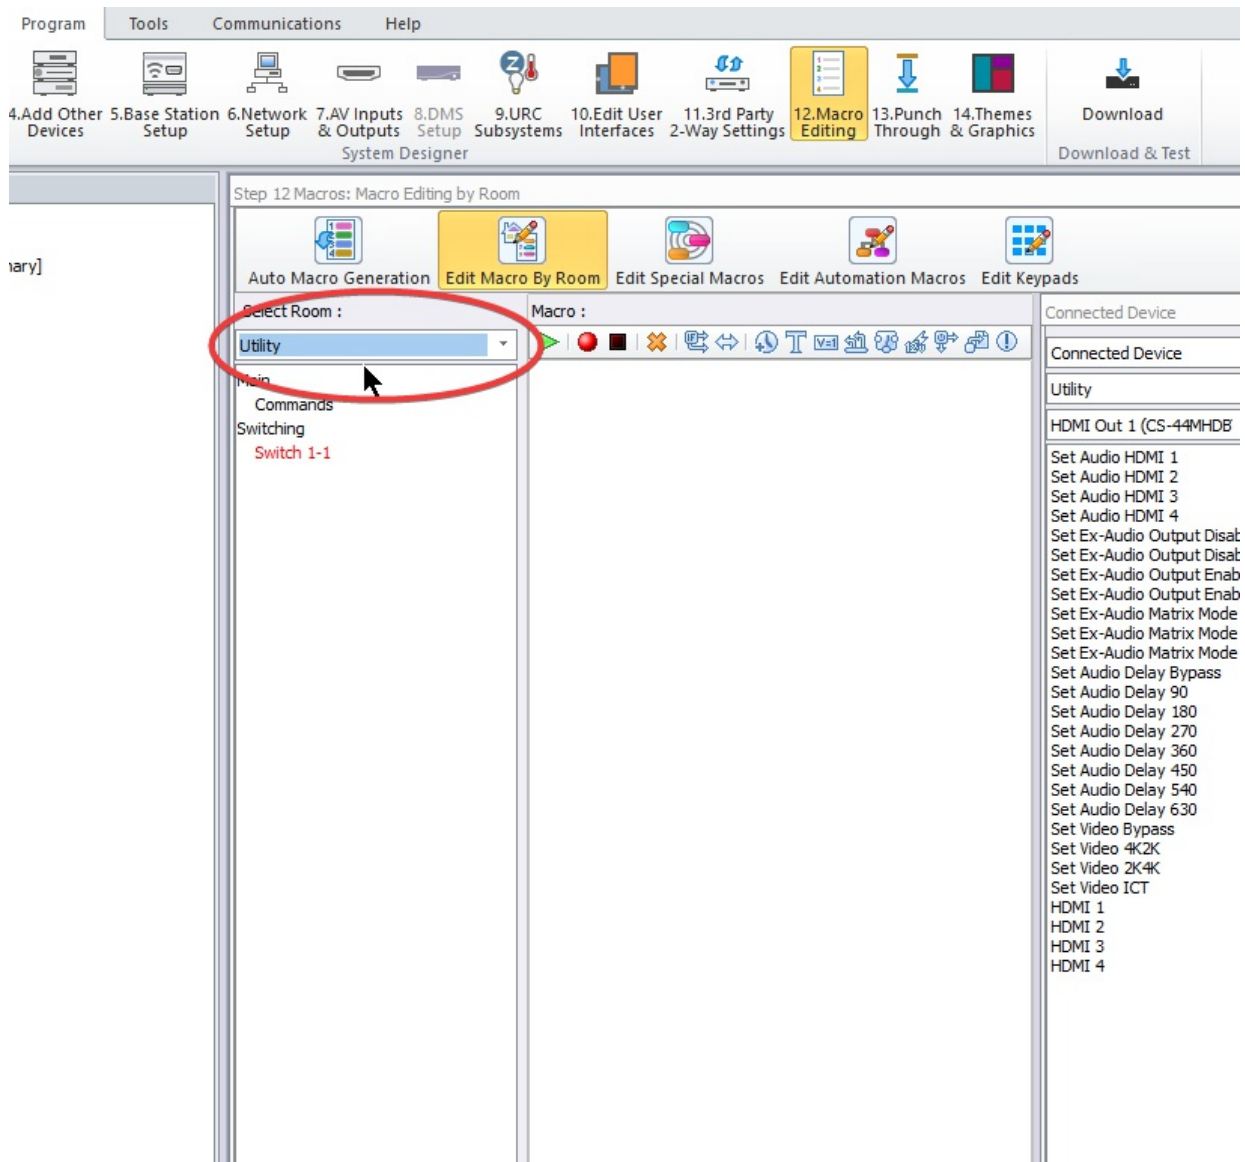 Program Tools Communications Help
4.Add Other Devices
5.Base Station Setup
6.Network Setup
7.AV Inputs & Outputs
8.DMS Setup
9.URC Subsystems
10.Edit User Interfaces
11.3rd Party 2-Way Settings
12.Macro Editing
13.Punch Through
14.Themes & Graphics
Download
System Designer
Download & Test
Step 12 Macros: Macro Editing by Room
nary]
Auto Macro Generation
Edit Macro By Room
Edit Special Macros
Edit Automation Macros
Edit Keypads
Select Room :
Utility
Main
Commands
Switching
Switch 1-1
Macro :
Connected Device
Connected Device
Utility
HDMI Out 1 (CS-44MHDB
Set Audio HDMI 1
Set Audio HDMI 2
Set Audio HDMI 3
Set Audio HDMI 4
Set Ex-Audio Output Disab
Set Ex-Audio Output Disab
Set Ex-Audio Output Enab
Set Ex-Audio Output Enab
Set Ex-Audio Matrix Mode
Set Ex-Audio Matrix Mode
Set Ex-Audio Matrix Mode
Set Audio Delay Bypass
Set Audio Delay 90
Set Audio Delay 180
Set Audio Delay 270
Set Audio Delay 360
Set Audio Delay 450
Set Audio Delay 540
Set Audio Delay 630
Set Video Bypass
Set Video 4K2K
Set Video 2K4K
Set Video ICT
HDMI 1
HDMI 2
HDMI 3
HDMI 4